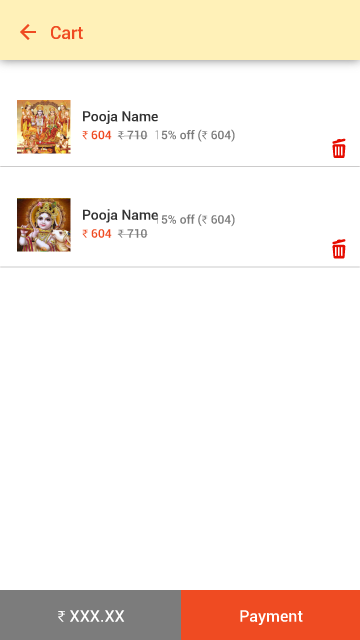 Cart
Pooja Name
₹ 604 ₹ 710 15% off (₹ 604)
Pooja Name 5% off (₹ 604)
₹ 604 ₹ 710
₹ XXX.XX Payment